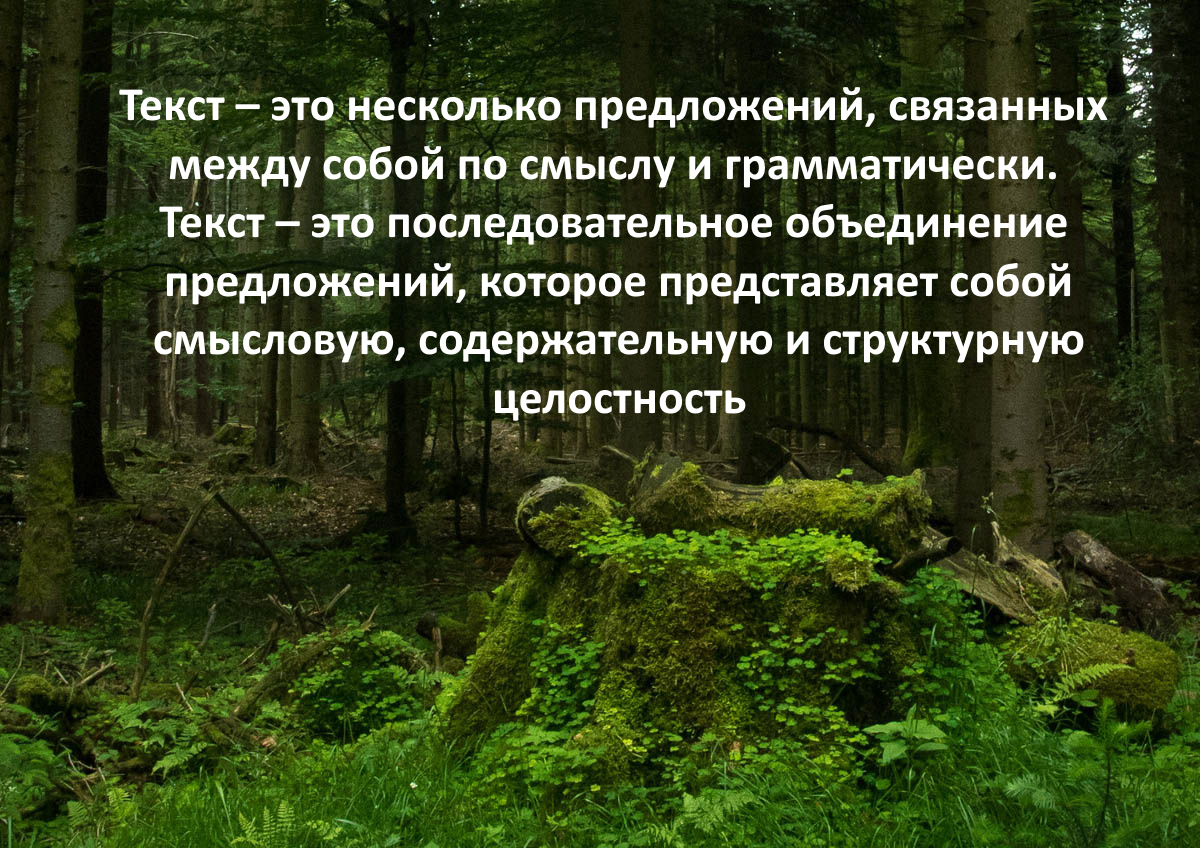 Текст – это несколько предложений, связанных
между собой по смыслу и грамматически.
Текст – это последовательное объединение
предложений, которое представляет собой
смысловую, содержательную и структурную
целостность